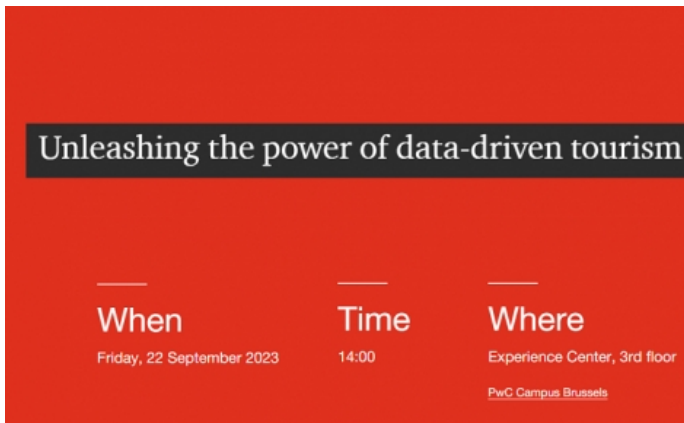 Unleashing the power of data-driven tourism
When
Friday, 22 September 2023
Time
14:00
Where
Experience Center, 3rd floor
PwC Campus Brussels